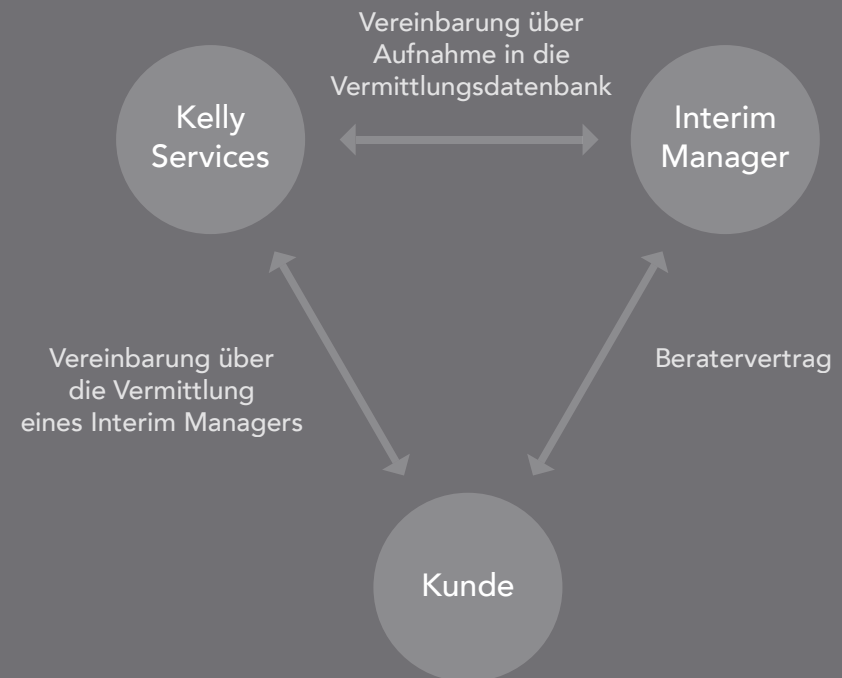 Vereinbarung über
Aufnahme in die
Vermittlungsdatenbank
Kelly
Services
Interim
Manager
Vereinbarung über
die Vermittlung
eines Interim Managers
Beratervertrag
Kunde